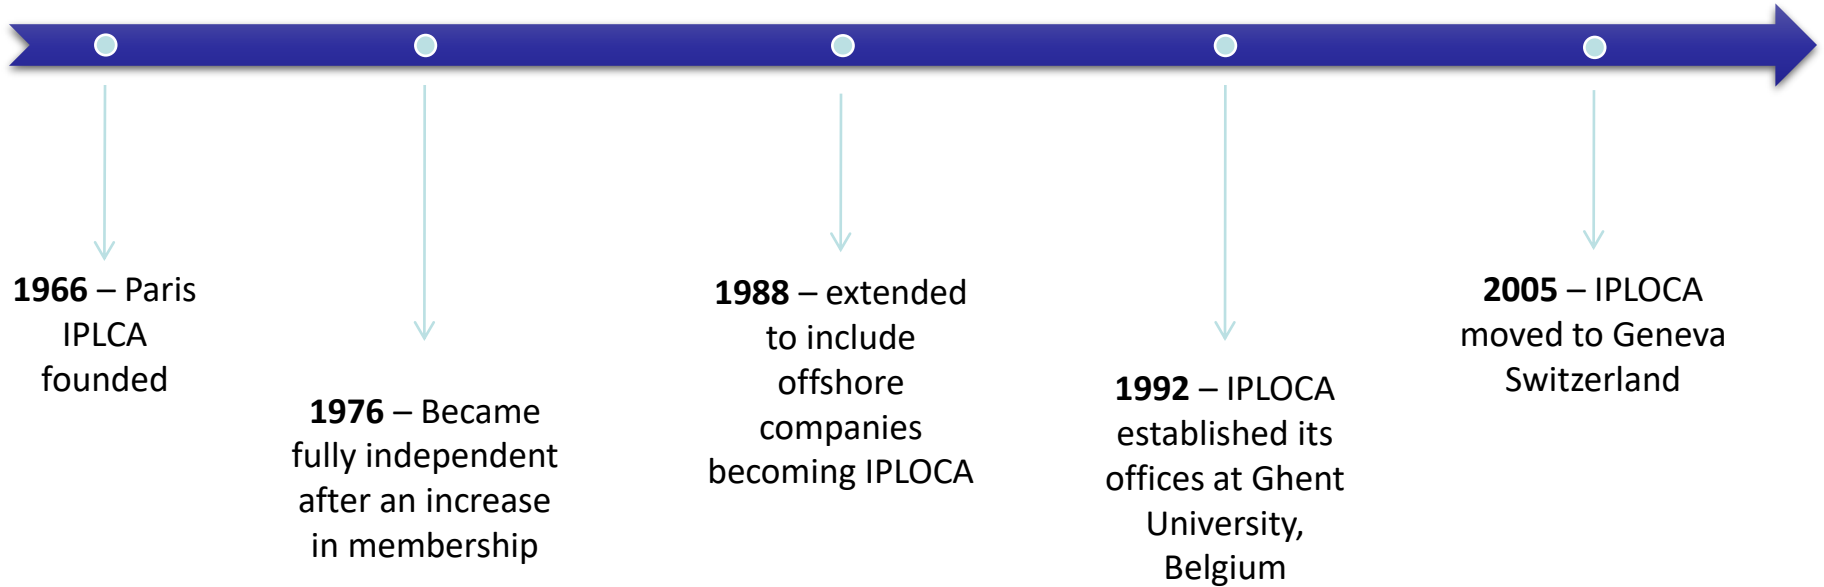 1966 – Paris
IPLCA
founded
1976 – Became
fully independent
after an increase
in membership
1988 – extended
to include
offshore
companies
becoming IPLOCA
1992 – IPLOCA
established its
offices at Ghent
University,
Belgium
2005 – IPLOCA
moved to Geneva
Switzerland